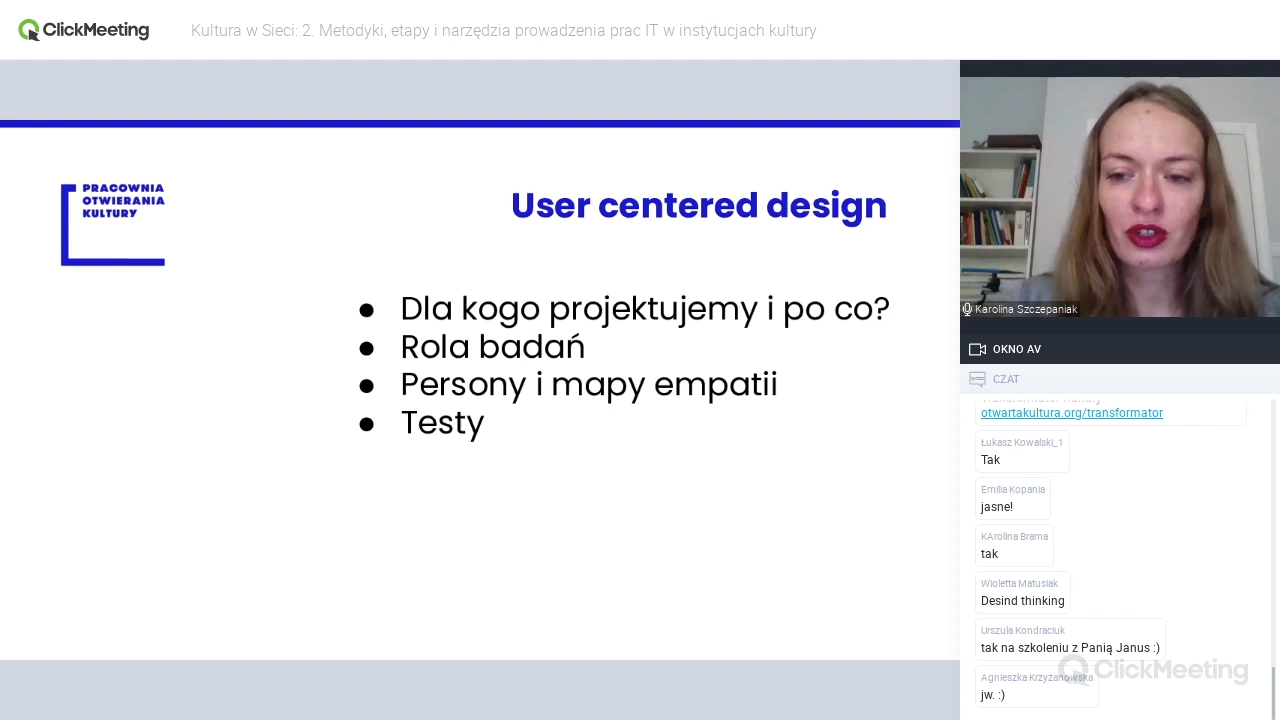 ClickMeeting
Kultura w Sieci: 2. Metodyki, etapy i narzędzia prowadzenia prac IT w instytucjach kultury
PRACOWNIA
OTWIERANIA
KULTURY
User centered design
● Dla kogo projektujemy i po co?
● Rola badań
● Persony i mapy empatii
● Testy
Karolina Szczepaniak
OKNO AV
CZAT
otwartakultura.org/transformator
Łukasz Kowalski_1
Tak
Emilia Kopania
jasne!
KArolina Brama
tak
Wioletta Matusiak
Desind thinking
Urszula Kondraciuk
tak na szkoleniu z Panią Janus :)
Agnieszka Krzyżanowska
jw. :)
ClickMeeting